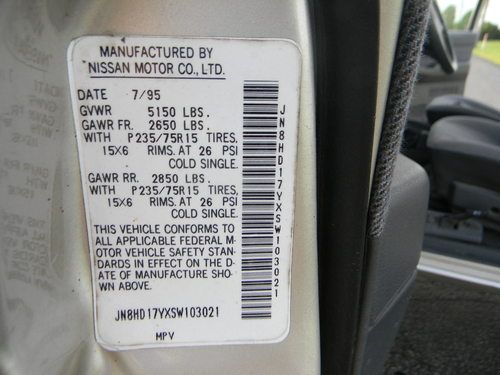 MANUFACTURED BY
NISSAN MOTOR CO., LTD.
DATE 7/95
GVWR 5150 LBS.
GAWR FR. 2650 LBS.
WITH P235/75R15 TIRES,
15X6 RIMS. AT 26 PSI
COLD SINGLE.
GAWR RR. 2850 LBS.
WITH P235/75R15 TIRES,
15X6 RIMS. AT 26 PSI
COLD SINGLE.
THIS VEHICLE CONFORMS TO
ALL APPLICABLE FEDERAL M-
OTOR VEHICLE SAFETY STAN-
DARDS IN EFFECT ON THE D-
ATE OF MANUFACTURE SHO-
WN ABOVE.
JN8HD17YXSW103021
MPV
JN8HD17YXSW103021